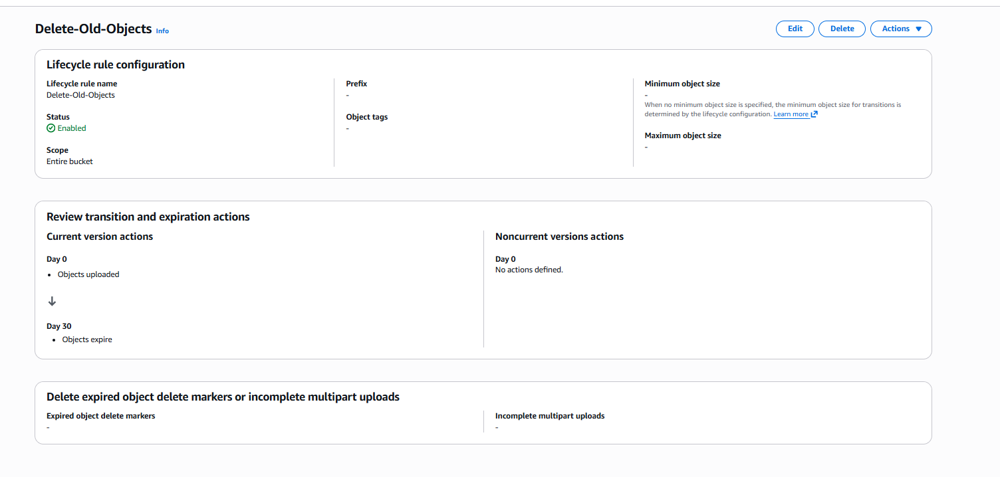 Delete-Old-Objects Info
Edit
Delete
Actions
Lifecycle rule configuration
Lifecycle rule name
Delete-Old-Objects
Status
Enabled
Scope
Entire bucket
Prefix
-
Object tags
-
Minimum object size
-
When no minimum object size is specified, the minimum object size for transitions is
determined by the lifecycle configuration. Learn more
Maximum object size
-
Review transition and expiration actions
Current version actions
Day 0
• Objects uploaded
↓
Day 30
• Objects expire
Noncurrent versions actions
Day 0
No actions defined.
Delete expired object delete markers or incomplete multipart uploads
Expired object delete markers
-
Incomplete multipart uploads
-